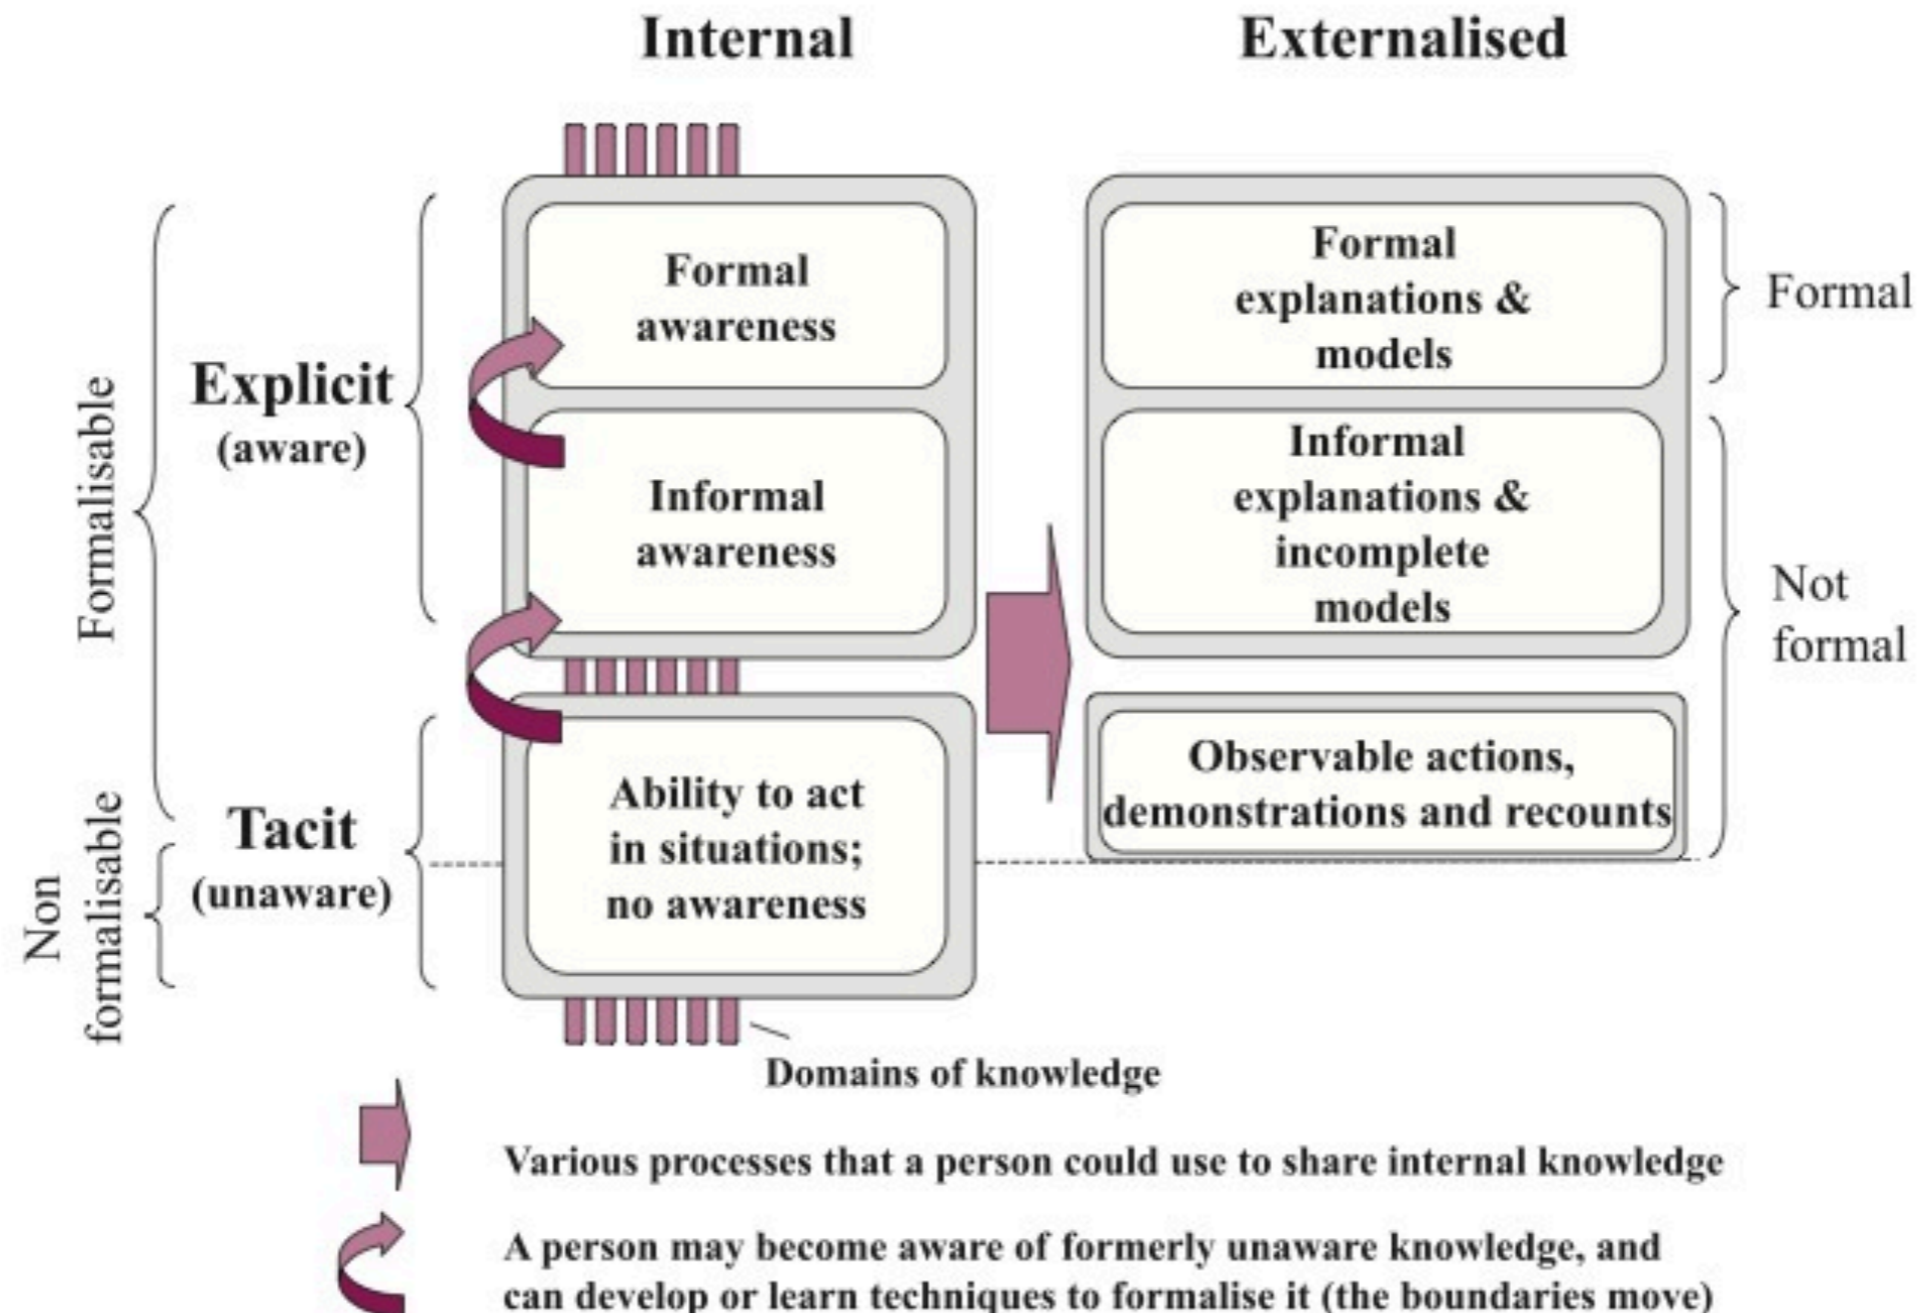 Internal
Externalised
Formal
awareness
Informal
awareness
Ability to act
in situations;
no awareness
Formal
explanations &
models
Informal
explanations &
incomplete
models
Observable actions,
demonstrations and recounts
Formal
Not
formal
Explicit
(aware)
Tacit
(unaware)
Formalisable
Non
formalisable
Domains of knowledge
Various processes that a person could use to share internal knowledge
A person may become aware of formerly unaware knowledge, and
can develop or learn techniques to formalise it (the boundaries move)